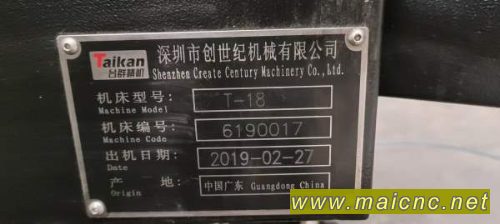 Taikan
台群精机
深圳市创世纪机械有限公司
Shenzhen Create Century Machinery Co., Ltd.
机床型号: T-18
Machine Model
机床编号: 6190017
Machine Code
出机日期: 2019-02-27
Date
产 地: 中国广东 Guangdong China
Origin
www.maicnc.net